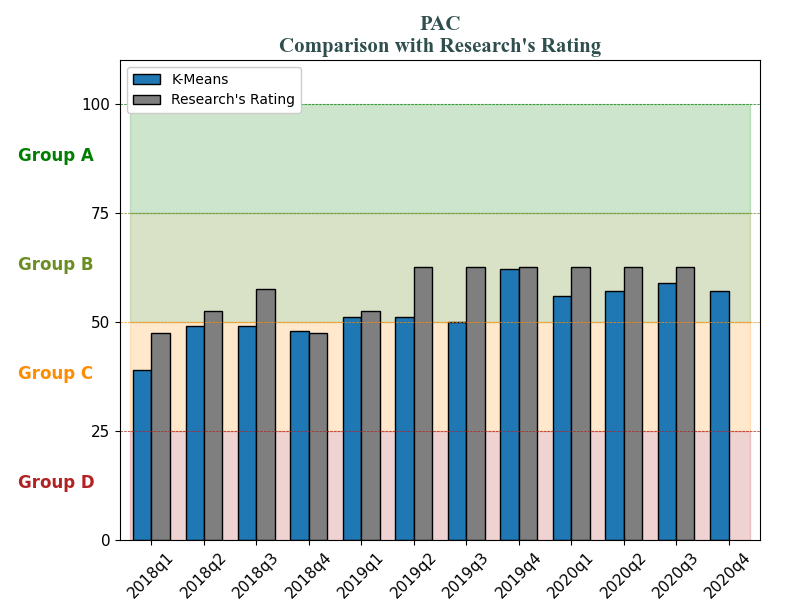 PAC
Comparison with Research's Rating
K-Means
Research's Rating
100
Group A
75
Group B
50
Group C
25
Group D
0
2018q1
2018q2
2018q3
2018q4
2019q1
2019q2
2019q3
2019q4
2020q1
2020q2
2020q3
2020q4